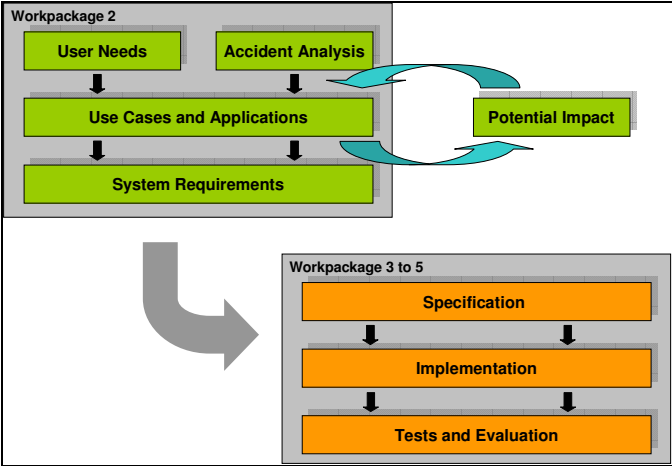 Workpackage 2
User Needs
Accident Analysis
Use Cases and Applications
Potential Impact
System Requirements
Workpackage 3 to 5
Specification
Implementation
Tests and Evaluation